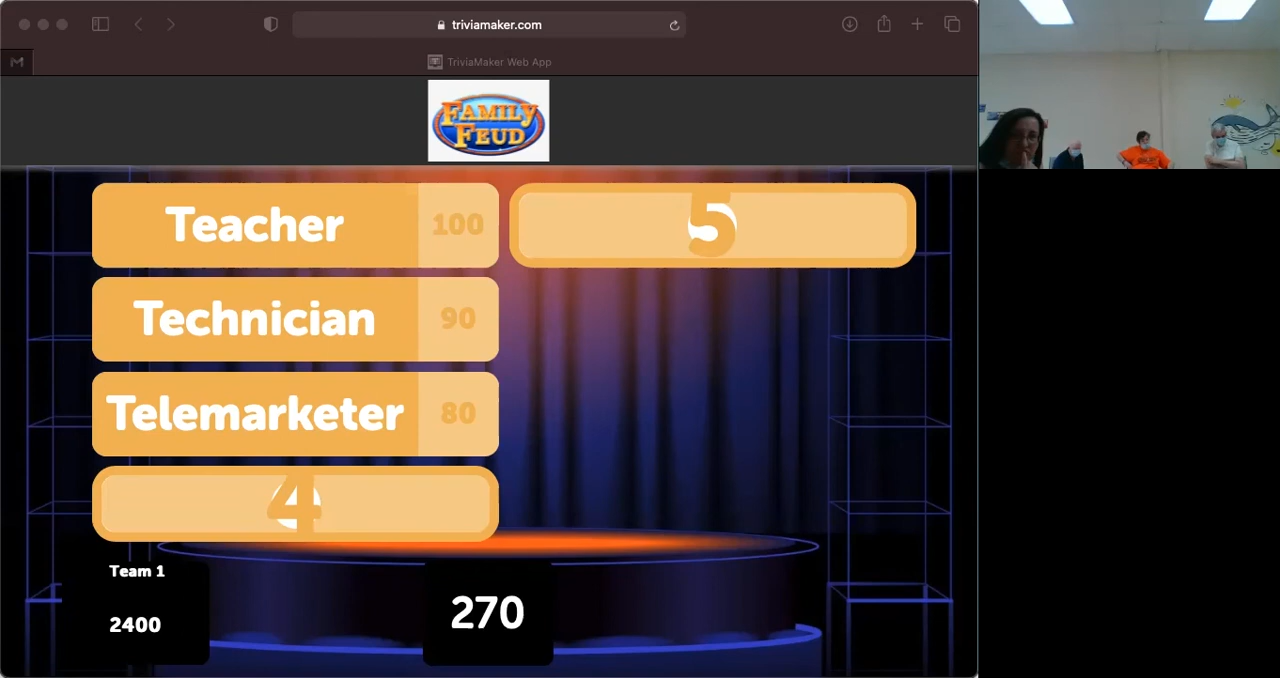 triviamaker.com
TriviaMaker Web App
FAMILY
FEUD
Teacher 100
5
Technician 90
Telemarketer 80
4
Team 1
2400
270